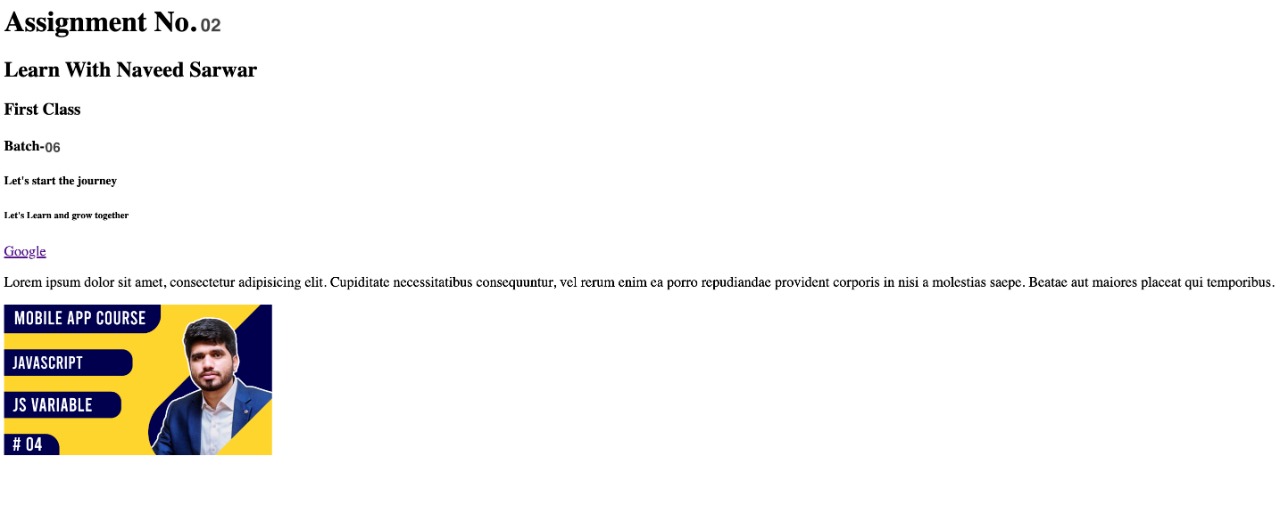 Assignment No.02
Learn With Naveed Sarwar
First Class
Batch-06
Let's start the journey
Let's Learn and grow together
Google
Lorem ipsum dolor sit amet, consectetur adipisicing elit. Cupiditate necessitatibus consequuntur, vel rerum enim ea porro repudiandae provident corporis in nisi a molestias saepe. Beatae aut maiores placeat qui temporibus.
MOBILE APP COURSE
JAVASCRIPT
JS VARIABLE
# 04